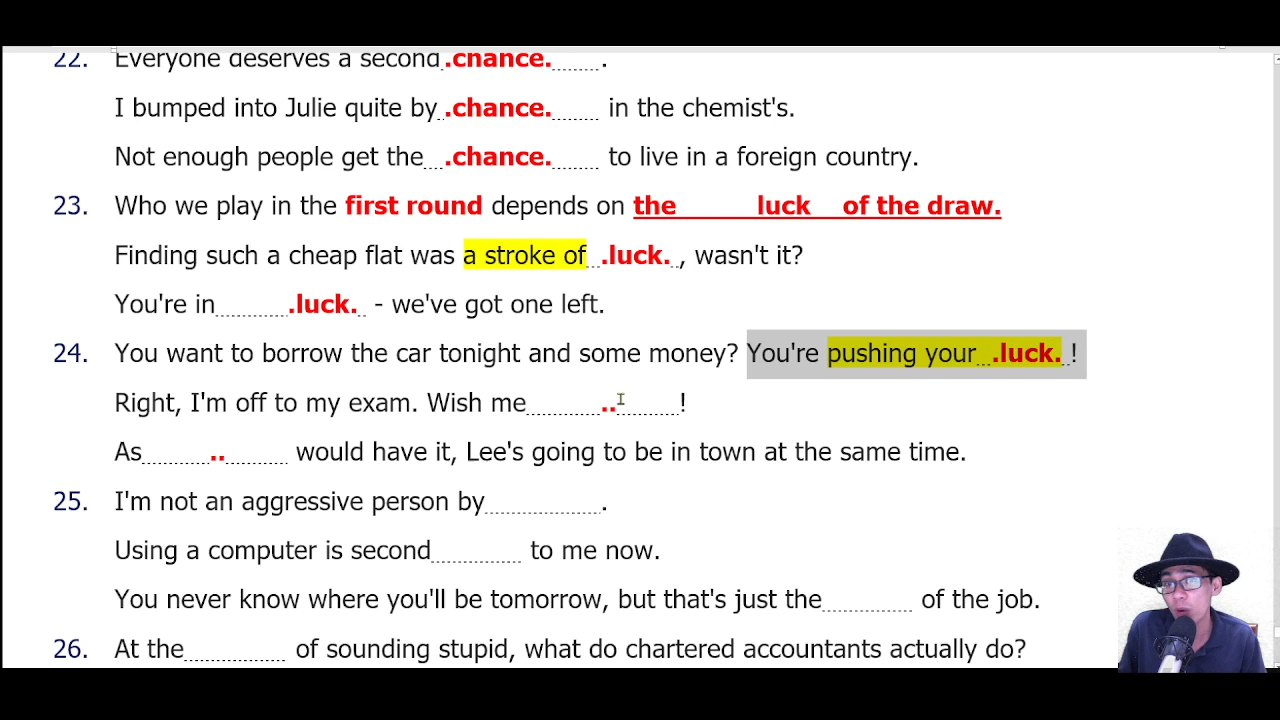 22. Everyone deserves a second .chance. .
I bumped into Julie quite by .chance. in the chemist's.
Not enough people get the .chance. to live in a foreign country.
23. Who we play in the first round depends on the luck of the draw.
Finding such a cheap flat was a stroke of .luck. , wasn't it?
You're in .luck. - we've got one left.
24. You want to borrow the car tonight and some money? You're pushing your .luck. !
Right, I'm off to my exam. Wish me .. !
As .. would have it, Lee's going to be in town at the same time.
25. I'm not an aggressive person by .
Using a computer is second to me now.
You never know where you'll be tomorrow, but that's just the of the job.
26. At the of sounding stupid, what do chartered accountants actually do?